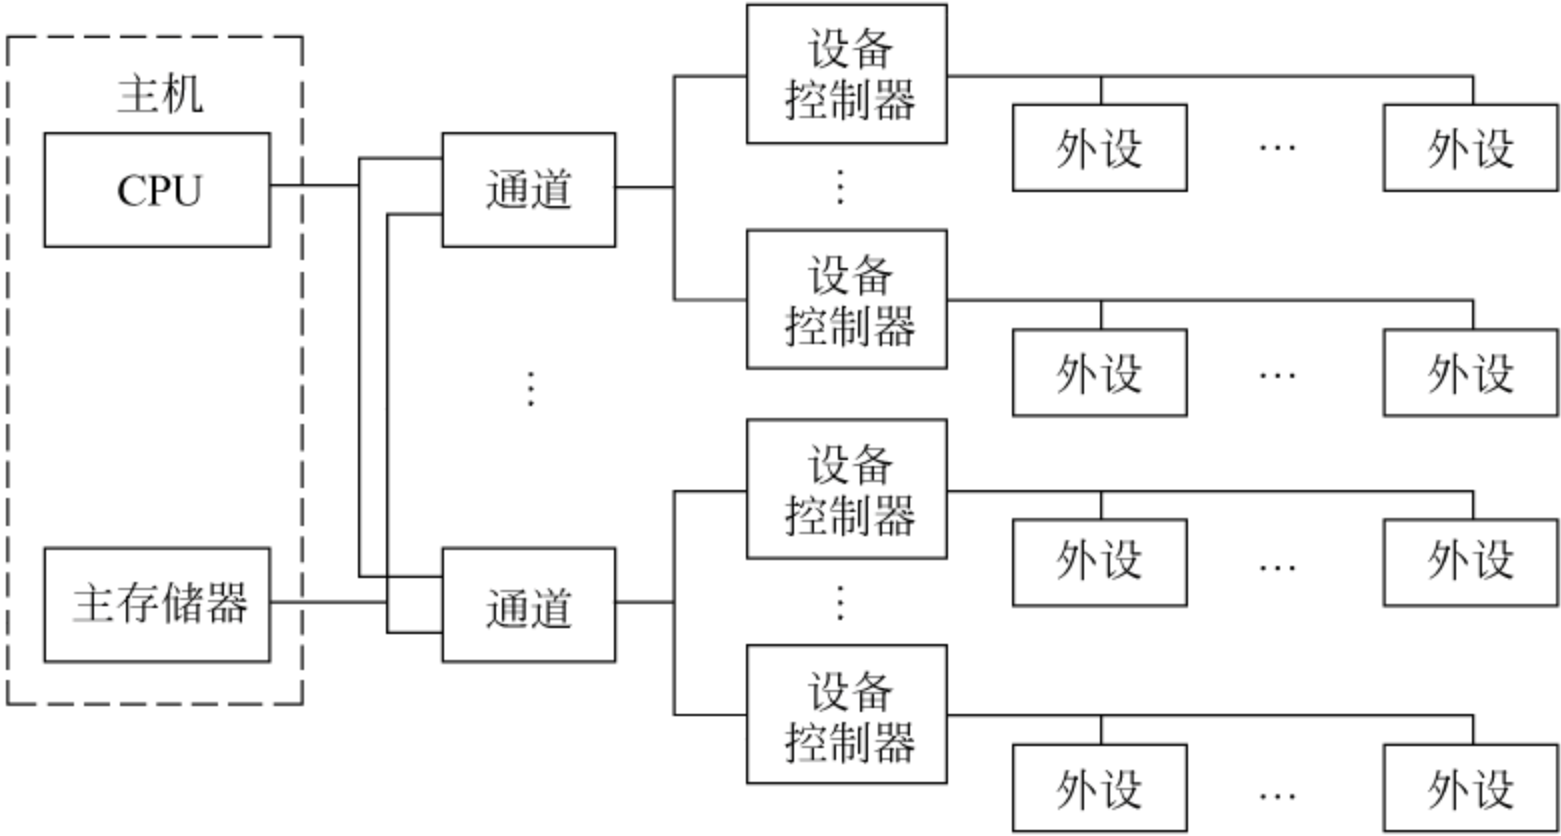 主机
CPU
主存储器
通道
⋮
通道
设备
控制器
⋮
设备
控制器
设备
控制器
⋮
设备
控制器
外设 … 外设
外设 … 外设
外设 … 外设
外设 … 外设